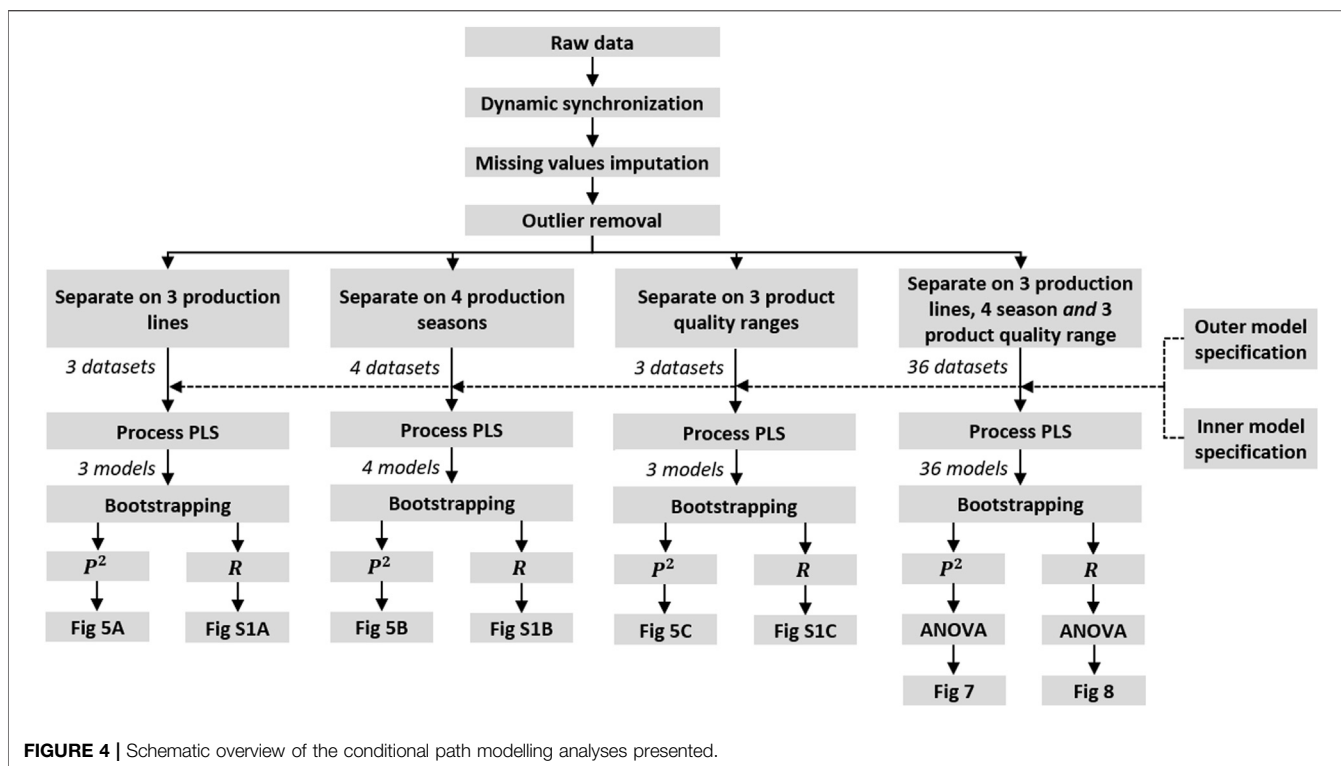 Raw data
Dynamic synchronization
Missing values imputation
Outlier removal
Separate on 3 production
lines
Separate on 4 production
seasons
Separate on 3 product
quality ranges
Separate on 3 production
lines, 4 season and 3
product quality range
Outer model
specification
Inner model
specification
3 datasets
4 datasets
3 datasets
36 datasets
Process PLS
Process PLS
Process PLS
Process PLS
3 models
4 models
3 models
36 models
Bootstrapping
Bootstrapping
Bootstrapping
Bootstrapping
P²
R
P²
R
P²
R
P²
R
Fig 5A
Fig S1A
Fig 5B
Fig S1B
Fig 5C
Fig S1C
ANOVA
ANOVA
Fig 7
Fig 8
FIGURE 4 | Schematic overview of the conditional path modelling analyses presented.